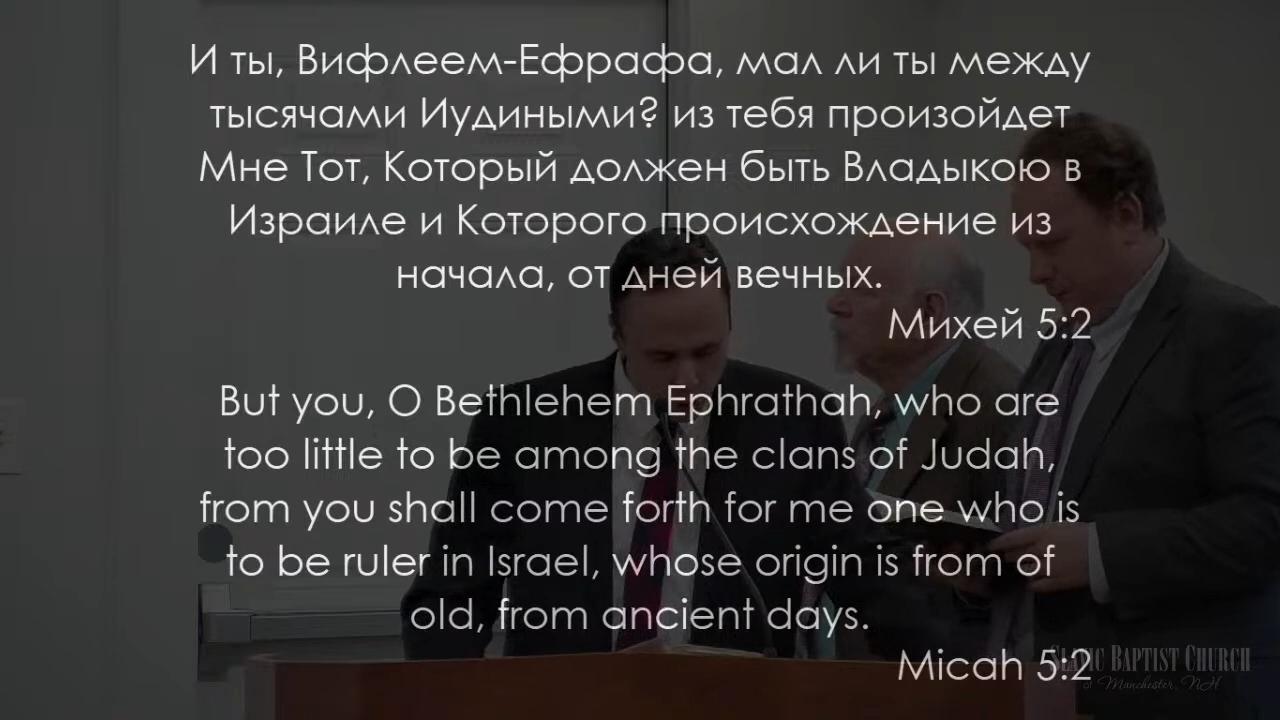 И ты, Вифлеем-Ефрафа, мал ли ты между
тысячами Иудиными? из тебя произойдет
Мне Тот, Который должен быть Владыкою в
Израиле и Которого происхождение из
начала, от дней вечных.
Михей 5:2
But you, O Bethlehem Ephrathah, who are
too little to be among the clans of Judah,
from you shall come forth for me one who is
to be ruler in Israel, whose origin is from of
old, from ancient days.
Micah 5:2
Slavic Baptist Church
of Manchester, NH